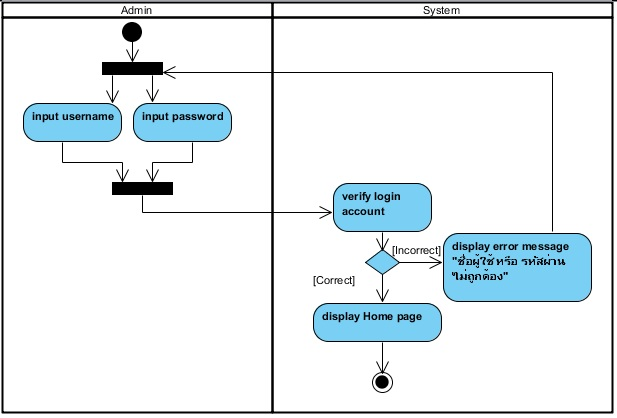 Admin
System
input username
input password
verify login
account
[Incorrect]
display error message
"ชื่อผู้ใช้ หรือ รหัสผ่าน
ไม่ถูกต้อง"
[Correct]
display Home page